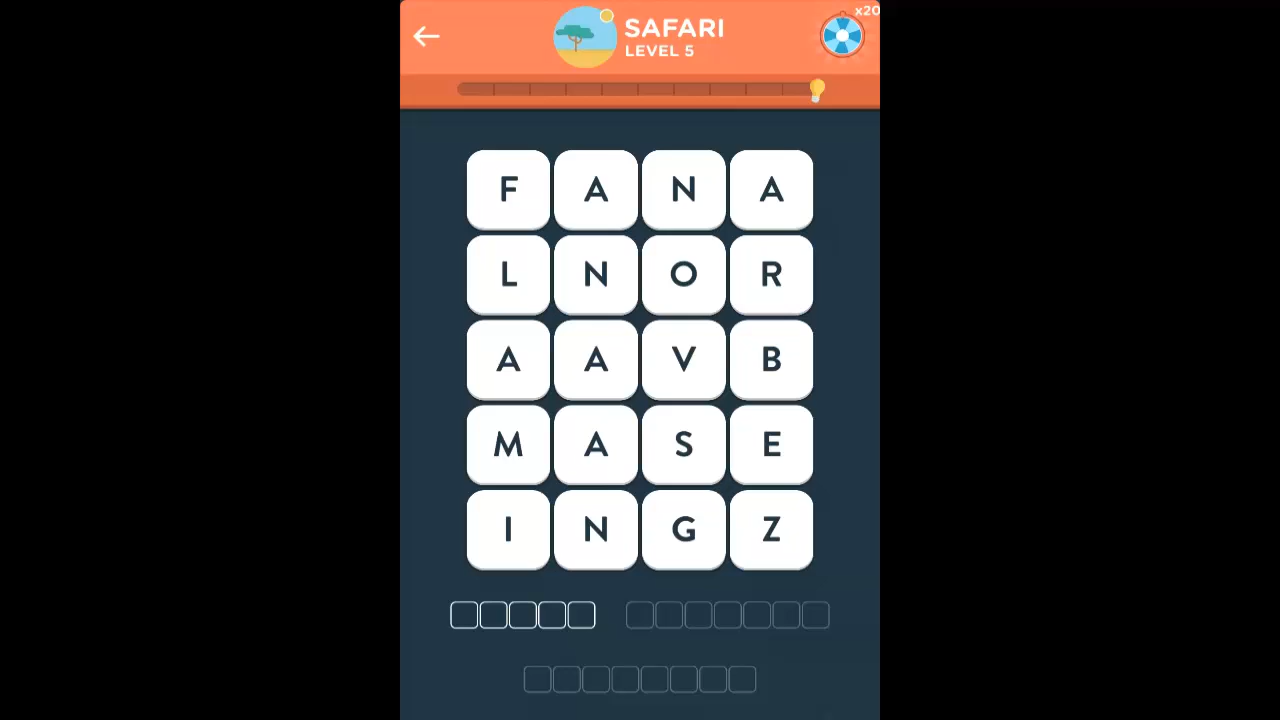 x20
SAFARI
LEVEL 5
F A N A
L N O R
A A V B
M A S E
I N G Z